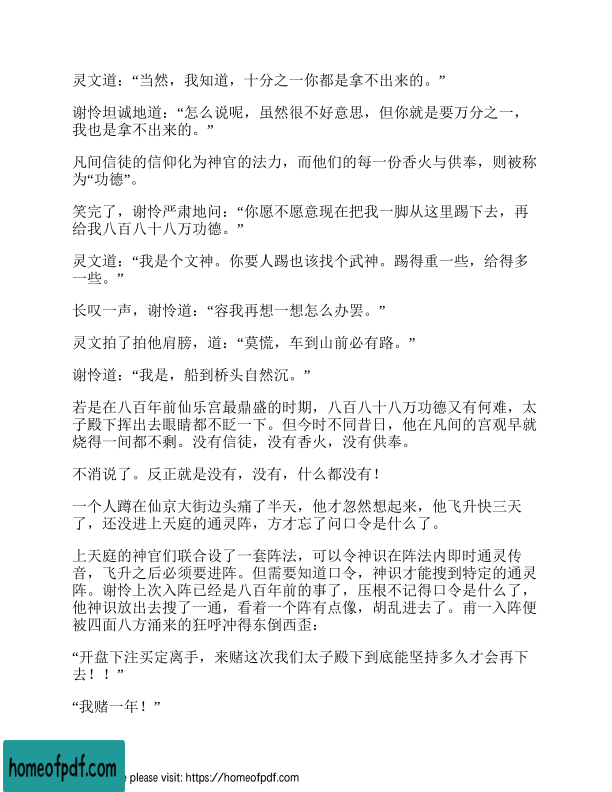 灵文道：“当然，我知道，十分之一你都是拿不出来的。”
谢怜坦诚地道：“怎么说呢，虽然很不好意思，但你就是要万分之一，
我也是拿不出来的。”
凡间信徒的信仰化为神官的法力，而他们的每一份香火与供奉，则被称
为“功德”。
笑完了，谢怜严肃地问：“你愿不愿意现在把我一脚从这里踢下去，再
给我八百八十八万功德。”
灵文道：“我是个文神。你要人踢也该找个武神。踢得重一些，给得多
一些。”
长叹一声，谢怜道：“容我再想一想怎么办罢。”
灵文拍了拍他肩膀，道：“莫慌，车到山前必有路。”
谢怜道：“我是，船到桥头自然沉。”
若是在八百年前仙乐宫最鼎盛的时期，八百八十八万功德又有何难，太
子殿下挥出去眼睛都不眨一下。但今时不同昔日，他在凡间的宫观早就
烧得一间都不剩。没有信徒，没有香火，没有供奉。
不消说了。反正就是没有，没有，什么都没有！
一个人蹲在仙京大街边头痛了半天，他才忽然想起来，他飞升快三天
了，还没进上天庭的通灵阵，方才忘了问口令是什么了。
上天庭的神官们联合设了一套阵法，可以令神识在阵法内即时通灵传
音，飞升之后必须要进阵。但需要知道口令，神识才能搜到特定的通灵
阵。谢怜上次入阵已经是八百年前的事了，压根不记得口令是什么了，
他神识放出去搜了一通，看着一个阵有点像，胡乱进去了。甫一入阵便
被四面八方涌来的狂呼冲得东倒西歪：
“开盘下注买定离手，来赌这次我们太子殿下到底能坚持多久才会再下
去！！”
“我赌一年！”
homeofpdf.com
e please visit: https://homeofpdf.com